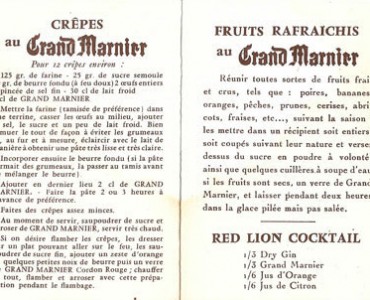 CRÊPES
au Grand Marnier
Pour 12 crêpes environ :
125 gr. de farine - 25 gr. de sucre semoule
gr. de beurre fondu (à feu doux) 2 œufs entiers
pincée de sel fin - 50 cl de lait froid
cl de GRAND MARNIER
Mettre la farine (tamisée de préférence) dans
ne terrine, casser les œufs au milieu, ajouter
sel, le sucre et un peu de lait froid. Bien
muer le tout de façon à éviter les grumeaux
au fur et à mesure, éclaircir avec le lait de
anière à obtenir une pâte très lisse et très claire.
Incorporer ensuite le beurre fondu (si la pâte
rmait des grumeaux, la passer au tamis avant
e mélanger le beurre)
Ajouter en dernier lieu 2 cl de GRAND
MARNIER. - Faire la pâte 2 ou 3 heures à
avance de préférence.
Faites des crêpes assez minces.
Au moment de servir, saupoudrer de sucre et
roser de GRAND MARNIER, servir très chaud.
Si on désire flamber les crêpes, les dresser
ur un plat pouvant aller sur le feu, les sau-
oudrer de sucre fin, ajouter un zeste d'orange
quelques petites noix de beurre puis un verre
e GRAND MARNIER Cordon Rouge ; chauffer
tout, flamber et arroser avec cette
réparation pendant le flambage.
FRUITS RAFRAICHIS
au Grand Marnier
Réunir toutes sortes de fruits frais
et crus, tels que : poires, bananes
oranges, pêches, prunes, cerises, abri
cots, fraises, etc..., suivant la saison
les mettre dans un récipient soit entiers
soit coupés suivant leur nature et verser
dessus du sucre en poudre à volonté
ainsi que quelques cuillères à soupe d'eau
si les fruits sont secs, un verre de Grand
Marnier, et laisser pendant deux heures
dans la glace pilée mais pas salée.
RED LION COCKTAIL
1/3 Dry Gin
1/3 Grand Marnier
1/6 Jus d'Orange
1/6 Jus de Citron